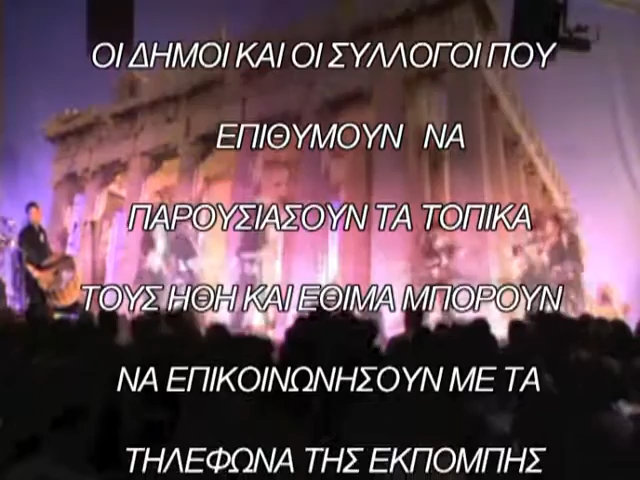 ΟΙ ΔΗΜΟΙ ΚΑΙ ΟΙ ΣΥΛΛΟΓΟΙ ΠΟΥ
ΕΠΙΘΥΜΟΥΝ ΝΑ
ΠΑΡΟΥΣΙΑΣΟΥΝ ΤΑ ΤΟΠΙΚΑ
ΤΟΥΣ ΗΘΗ ΚΑΙ ΕΘΙΜΑ ΜΠΟΡΟΥΝ
ΝΑ ΕΠΙΚΟΙΝΩΝΗΣΟΥΝ ΜΕ ΤΑ
ΤΗΛΕΦΩΝΑ ΤΗΣ ΕΚΠΟΜΠΗΣ